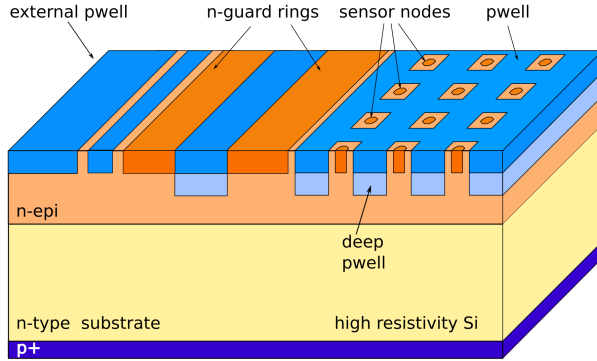 external pwell
n-guard rings
sensor nodes
pwell
n-epi
deep
pwell
n-type substrate
high resistivity Si
p+